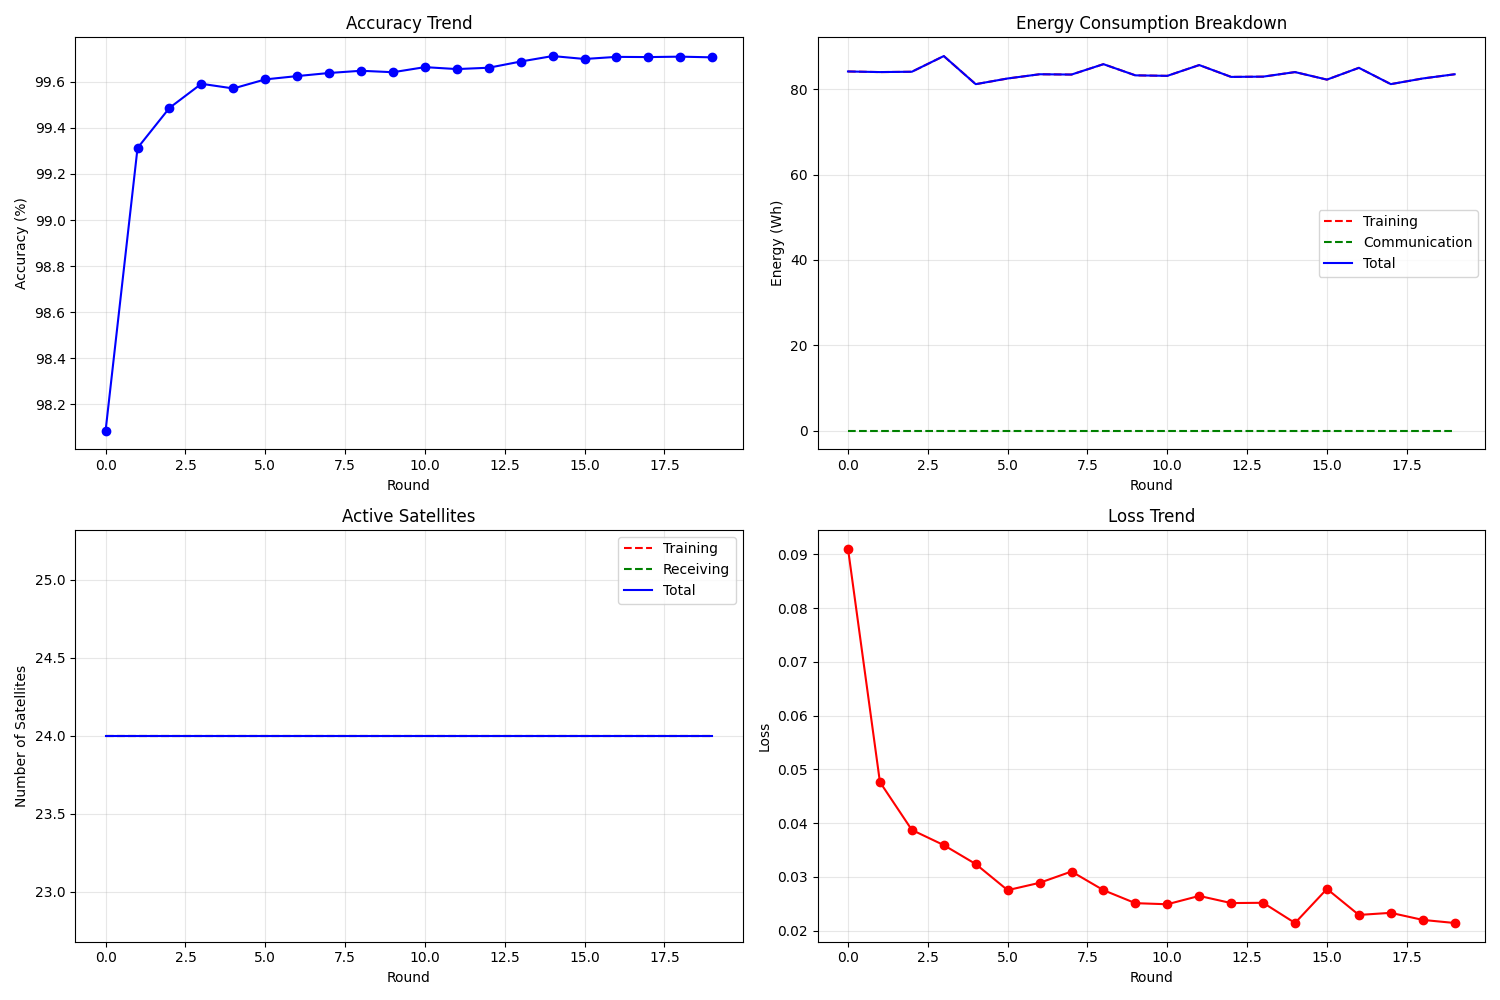 Accuracy Trend
Accuracy (%)
99.6
99.4
99.2
99.0
98.8
98.6
98.4
98.2
0.0 2.5 5.0 7.5 10.0 12.5 15.0 17.5
Round
Energy Consumption Breakdown
Energy (Wh)
80
60
40
20
0
Training
Communication
Total
0.0 2.5 5.0 7.5 10.0 12.5 15.0 17.5
Round
Active Satellites
Number of Satellites
25.0
24.5
24.0
23.5
23.0
Training
Receiving
Total
0.0 2.5 5.0 7.5 10.0 12.5 15.0 17.5
Round
Loss Trend
Loss
0.09
0.08
0.07
0.06
0.05
0.04
0.03
0.02
0.0 2.5 5.0 7.5 10.0 12.5 15.0 17.5
Round